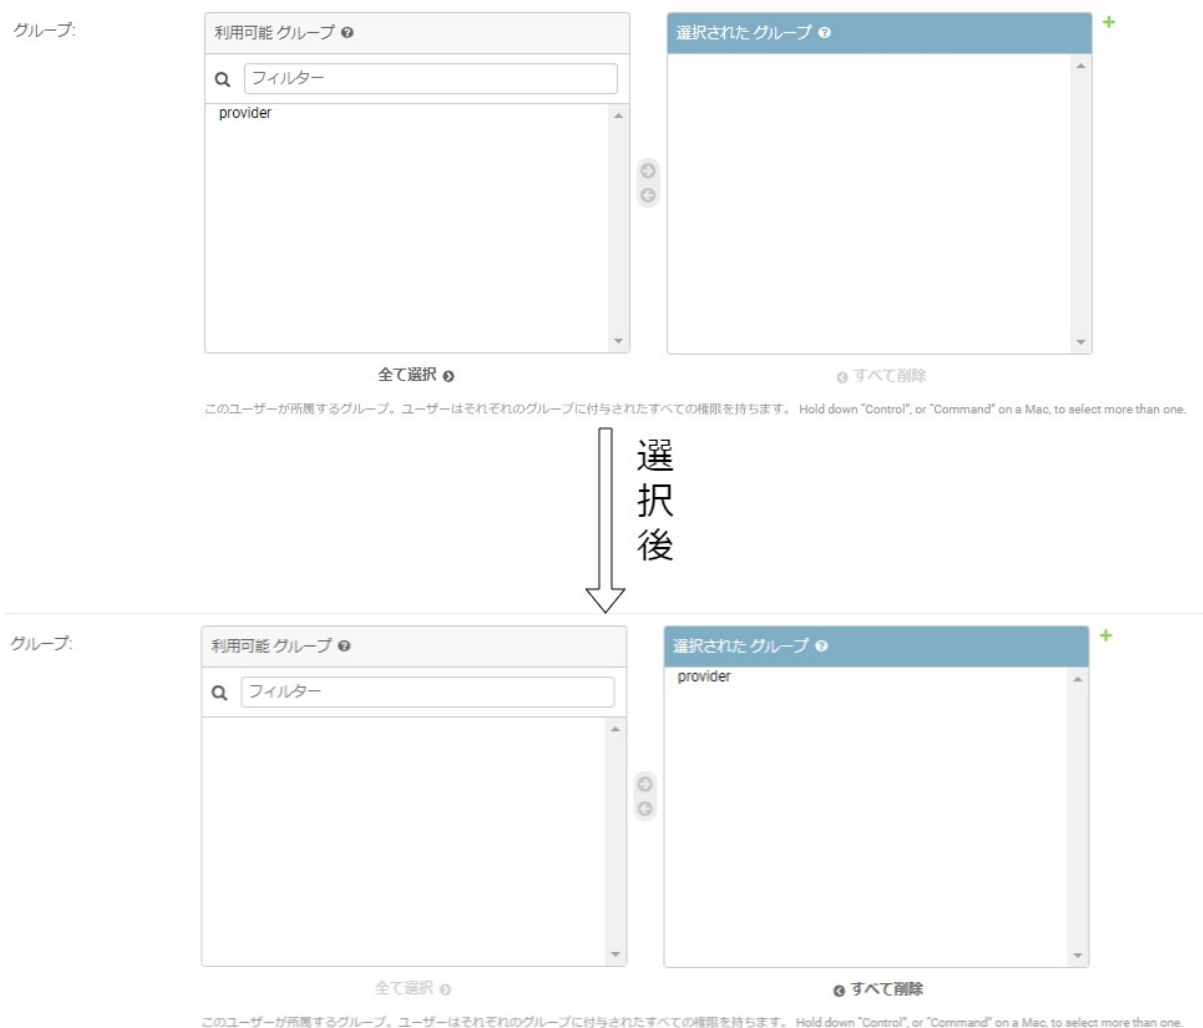 グループ:
利用可能 グループ
選択された グループ
フィルター
provider
全て選択
すべて削除
このユーザーが所属するグループ。ユーザーはそれぞれのグループに付与されたすべての権限を持ちます。 Hold down “Control”, or “Command” on a Mac, to select more than one.
選択後
グループ:
利用可能 グループ
選択された グループ
フィルター
provider
全て選択
すべて削除
このユーザーが所属するグループ。ユーザーはそれぞれのグループに付与されたすべての権限を持ちます。 Hold down “Control”, or “Command” on a Mac, to select more than one.